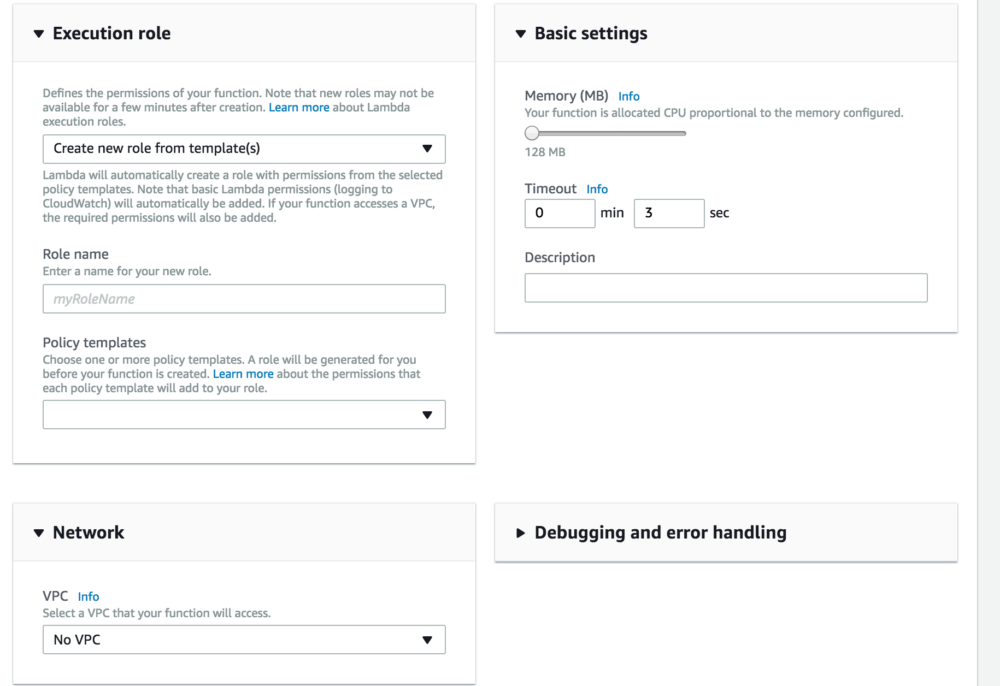 Execution role
Defines the permissions of your function. Note that new roles may not be
available for a few minutes after creation. Learn more about Lambda
execution roles.
Create new role from template(s)
Lambda will automatically create a role with permissions from the selected
policy templates. Note that basic Lambda permissions (logging to
CloudWatch) will automatically be added. If your function accesses a VPC,
the required permissions will also be added.
Role name
Enter a name for your new role.
myRoleName
Policy templates
Choose one or more policy templates. A role will be generated for you
before your function is created. Learn more about the permissions that
each policy template will add to your role.
Basic settings
Memory (MB) Info
Your function is allocated CPU proportional to the memory configured.
128 MB
Timeout Info
0 min 3 sec
Description
Network
VPC Info
Select a VPC that your function will access.
No VPC
Debugging and error handling